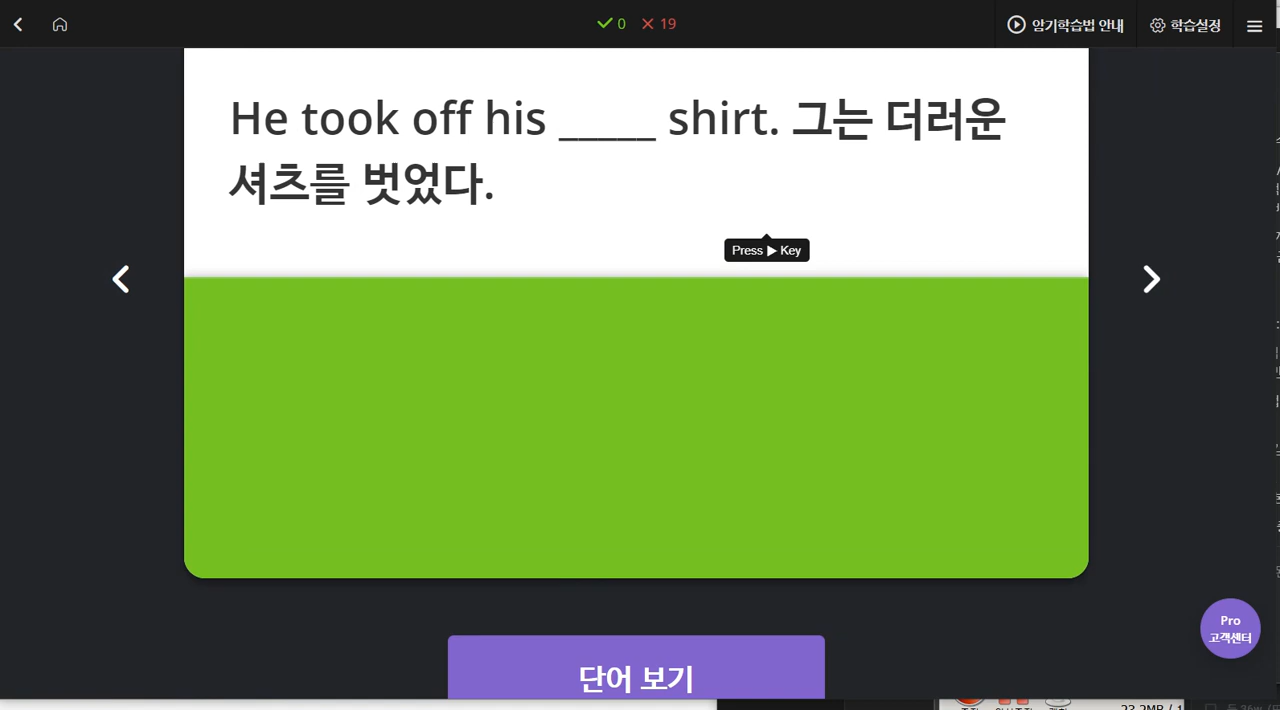 0 19
암기학습법 안내
학습설정
He took off his _____ shirt. 그는 더러운
셔츠를 벗었다.
Press ▶ Key
Pro
고객센터
단어 보기